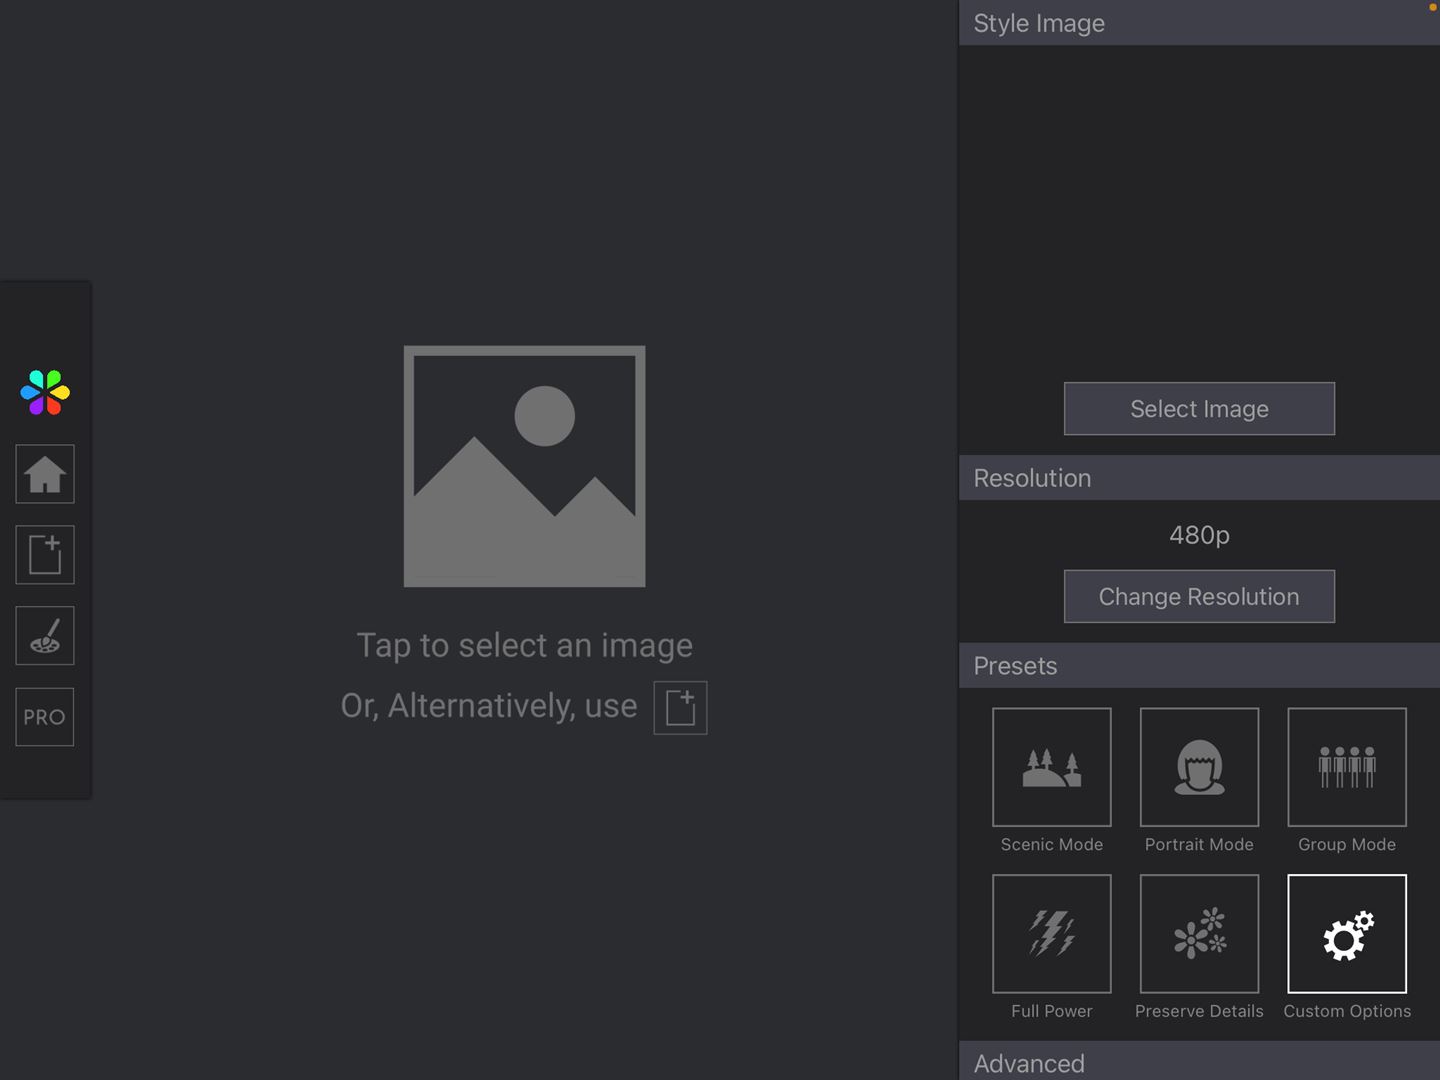 Style Image
Select Image
Resolution
480p
Change Resolution
Presets
Scenic Mode
Portrait Mode
Group Mode
Full Power
Preserve Details
Custom Options
Advanced
PRO
Tap to select an image
Or, Alternatively, use